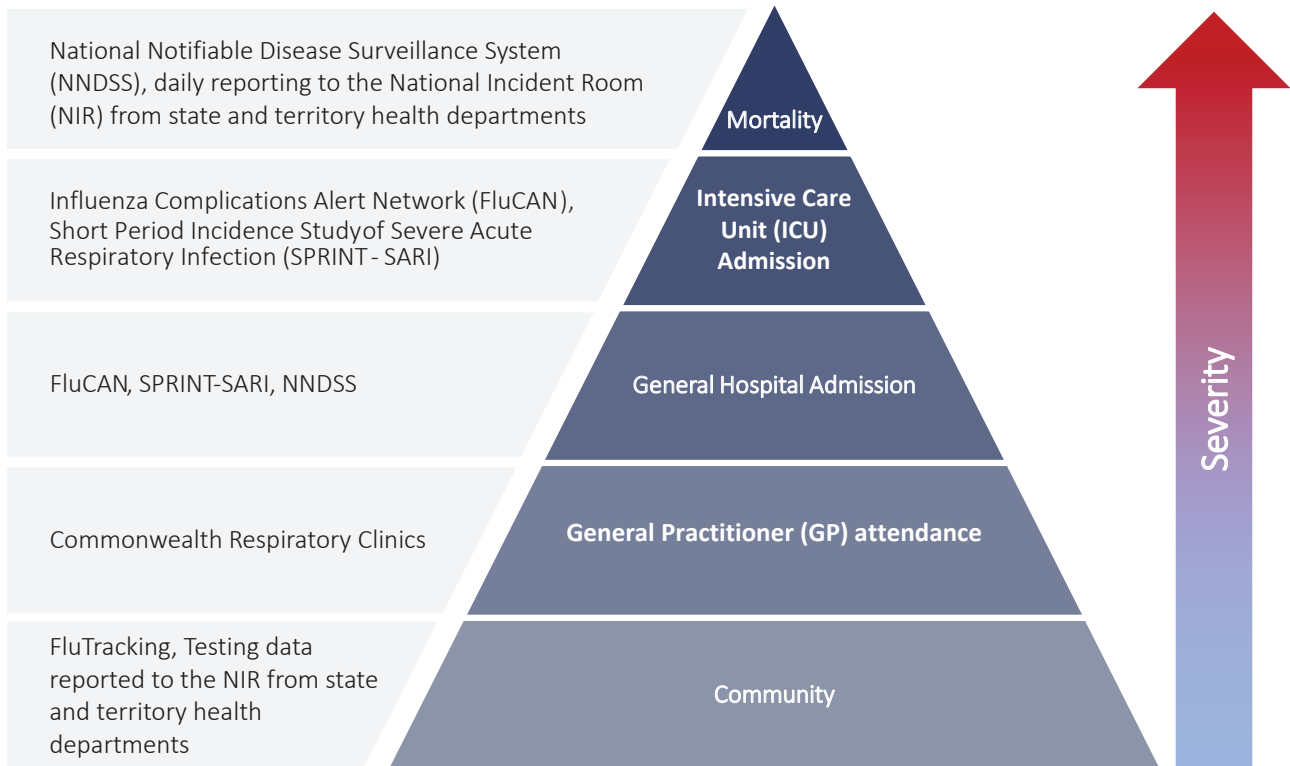 National Notifiable Disease Surveillance System
(NNDSS), daily reporting to the National Incident Room
(NIR) from state and territory health departments
Mortality
Influenza Complications Alert Network (FluCAN),
Short Period Incidence Studyof Severe Acute
Respiratory Infection (SPRINT - SARI)
Intensive Care
Unit (ICU)
Admission
FluCAN, SPRINT-SARI, NNDSS
General Hospital Admission
Commonwealth Respiratory Clinics
General Practitioner (GP) attendance
FluTracking, Testing data
reported to the NIR from state
and territory health
departments
Community
Severity